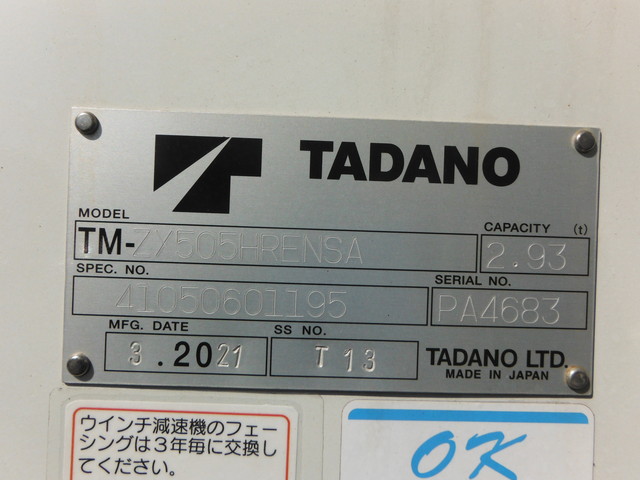 TADANO
MODEL
TM-ZX505HRENSA
CAPACITY (t)
2.93
SPEC. NO.
41050601195
SERIAL NO.
PA4683
MFG. DATE
3.2021
SS NO.
T13
TADANO LTD.
MADE IN JAPAN
ウインチ減速機のフェー
シングは3年毎に交換し
てください。
OK